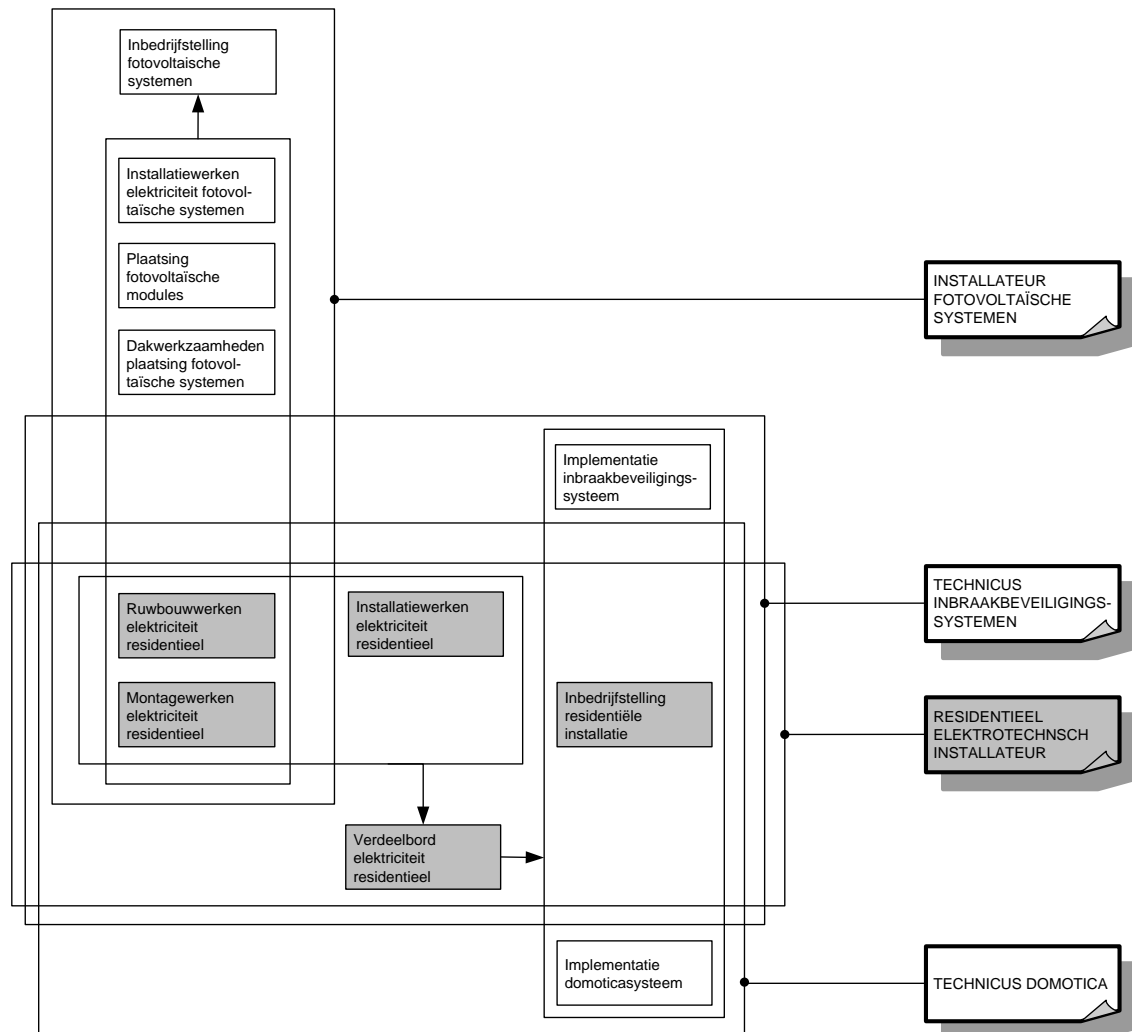 Inbedrijfstelling
fotovoltaische
systemen
Installatiewerken
elektriciteit fotovol-
taïsche systemen
Plaatsing
fotovoltaïsche
modules
Dakwerkzaamheden
plaatsing fotovol-
taïsche systemen
INSTALLATEUR
FOTOVOLTAÏSCHE
SYSTEMEN
Implementatie
inbraakbeveiligings-
systeem
Ruwbouwwerken
elektriciteit
residentieel
Installatiewerken
elektriciteit
residentieel
TECHNICUS
INBRAAKBEVEILIGINGS-
SYSTEMEN
Montagewerken
elektriciteit
residentieel
Inbedrijfstelling
residentiële
installatie
RESIDENTIEEL
ELEKTROTECHNSCH
INSTALLATEUR
Verdeelbord
elektriciteit
residentieel
Implementatie
domoticasysteem
TECHNICUS DOMOTICA